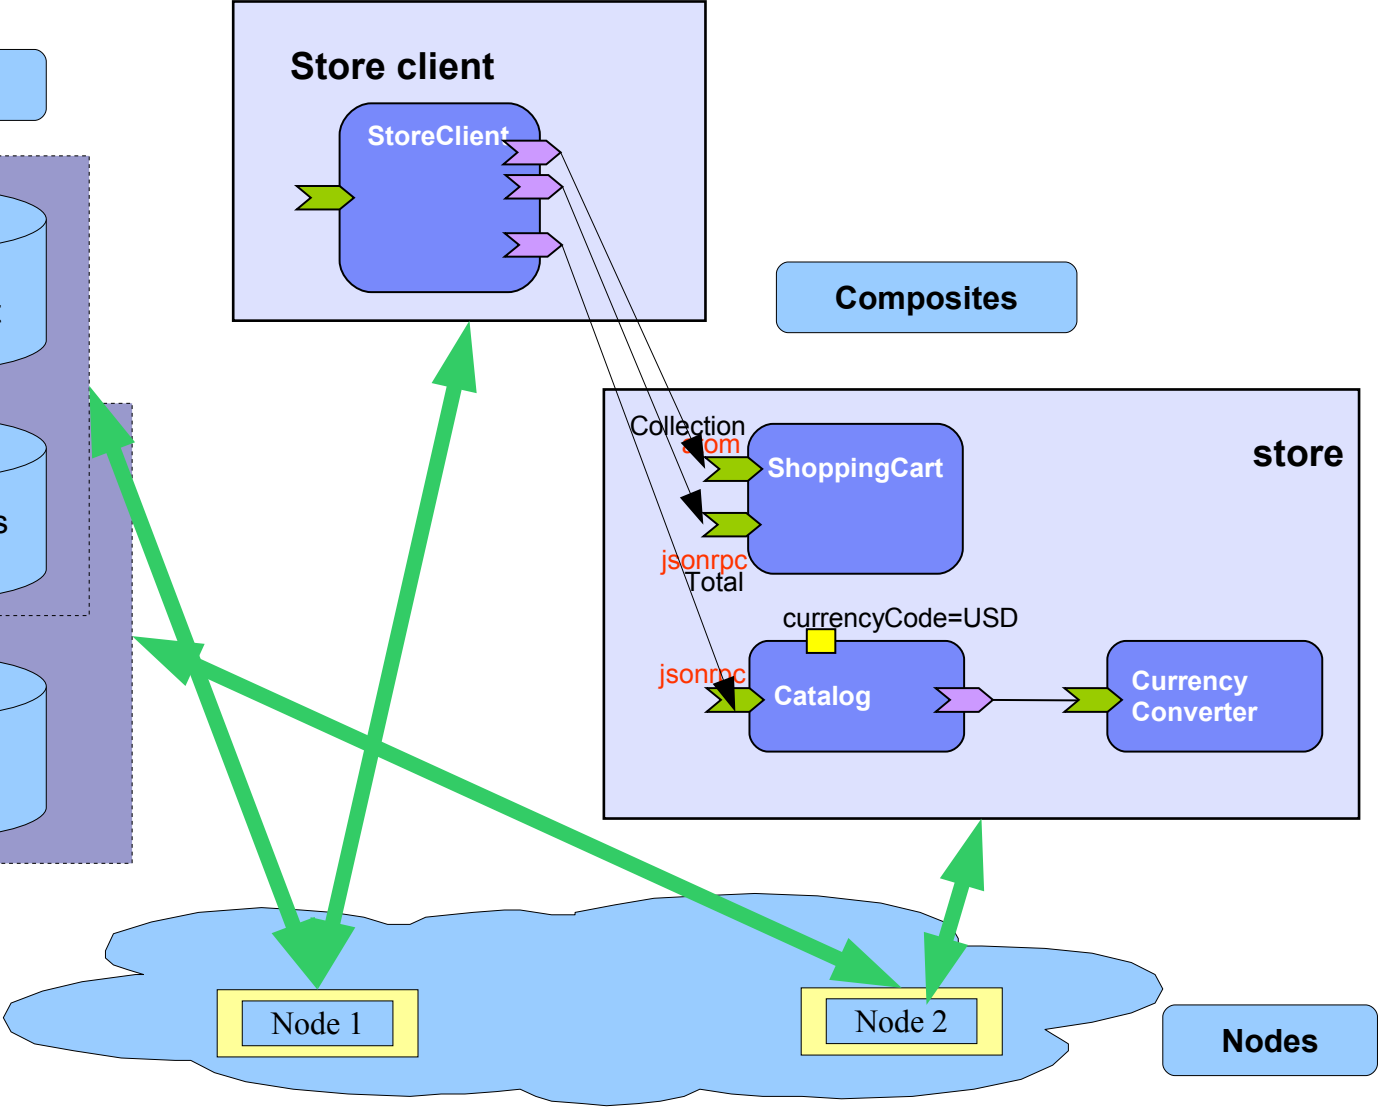 Store client
StoreClient
Composites
Collection
atom
ShoppingCart
store
jsonrpc
Total
currencyCode=USD
jsonrpc
Catalog
Currency
Converter
s
Node 1
Node 2
Nodes